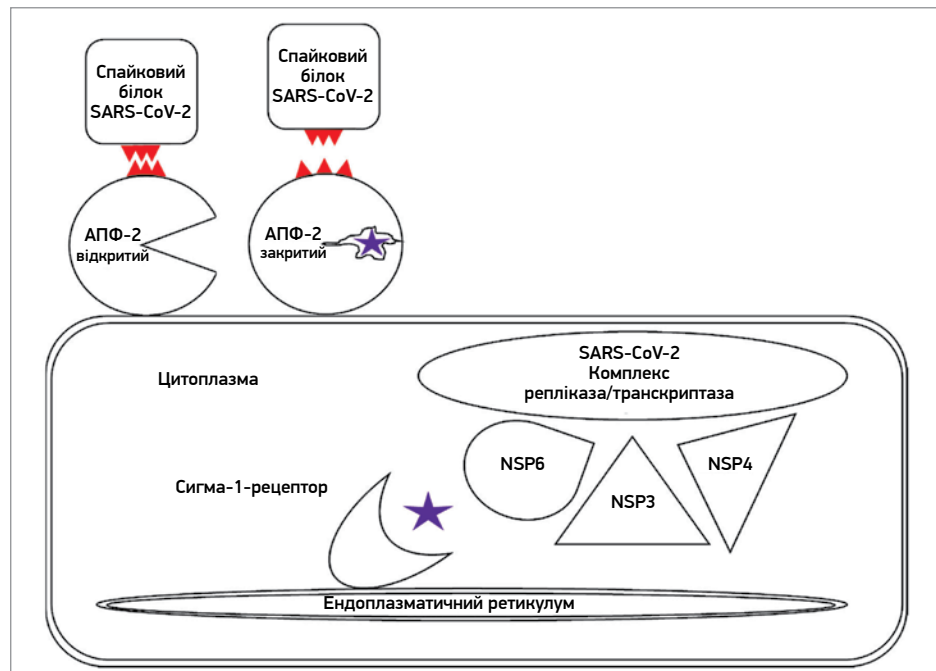 Спайковий
білок
SARS-CoV-2
Спайковий
білок
SARS-CoV-2
АПФ-2
відкритий
АПФ-2
закритий
Цитоплазма
SARS-CoV-2
Комплекс
репліказа/транскриптаза
NSP6
NSP3
NSP4
Сигма-1-рецептор
Ендоплазматичний ретикулум